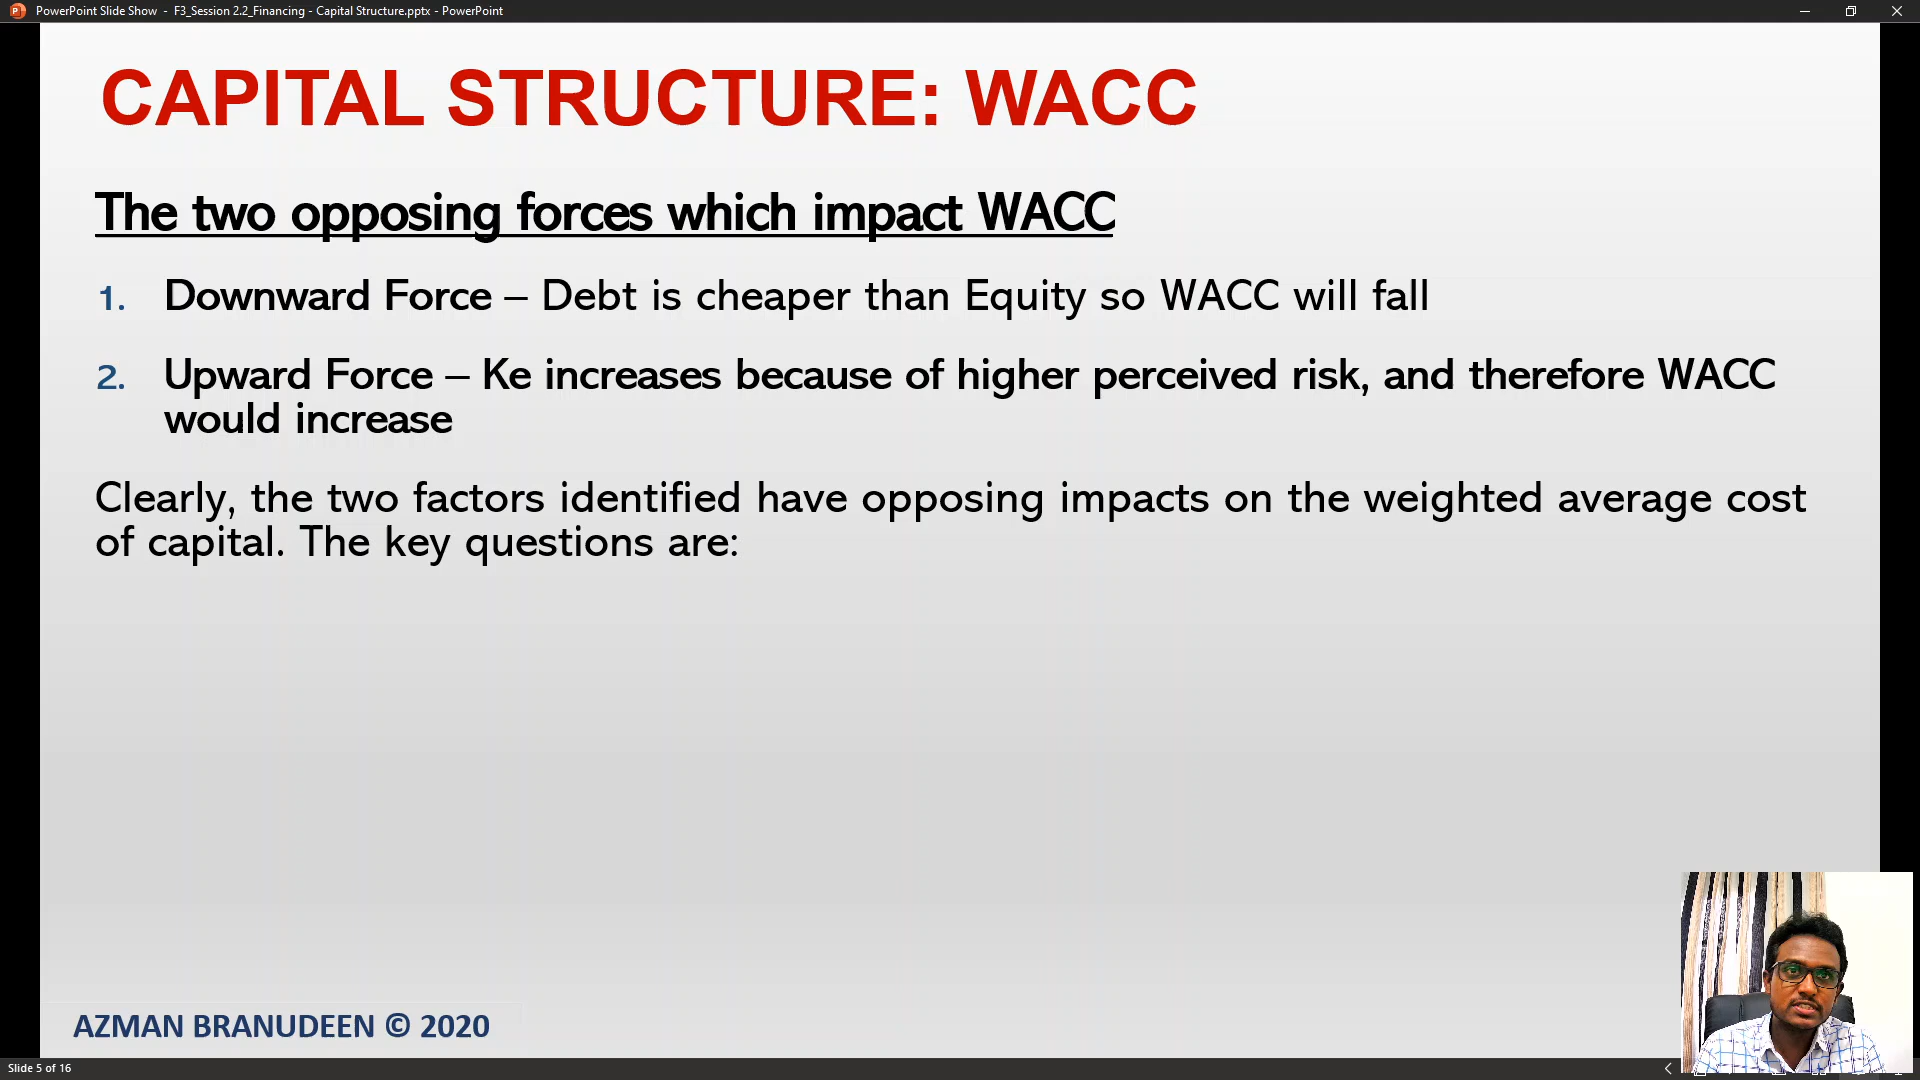 PowerPoint Slide Show - F3_Session 2.2_Financing - Capital Structure.pptx - PowerPoint
CAPITAL STRUCTURE: WACC
The two opposing forces which impact WACC
1. Downward Force – Debt is cheaper than Equity so WACC will fall
2. Upward Force – Ke increases because of higher perceived risk, and therefore WACC
would increase
Clearly, the two factors identified have opposing impacts on the weighted average cost
of capital. The key questions are:
AZMAN BRANUDEEN © 2020
Slide 5 of 16